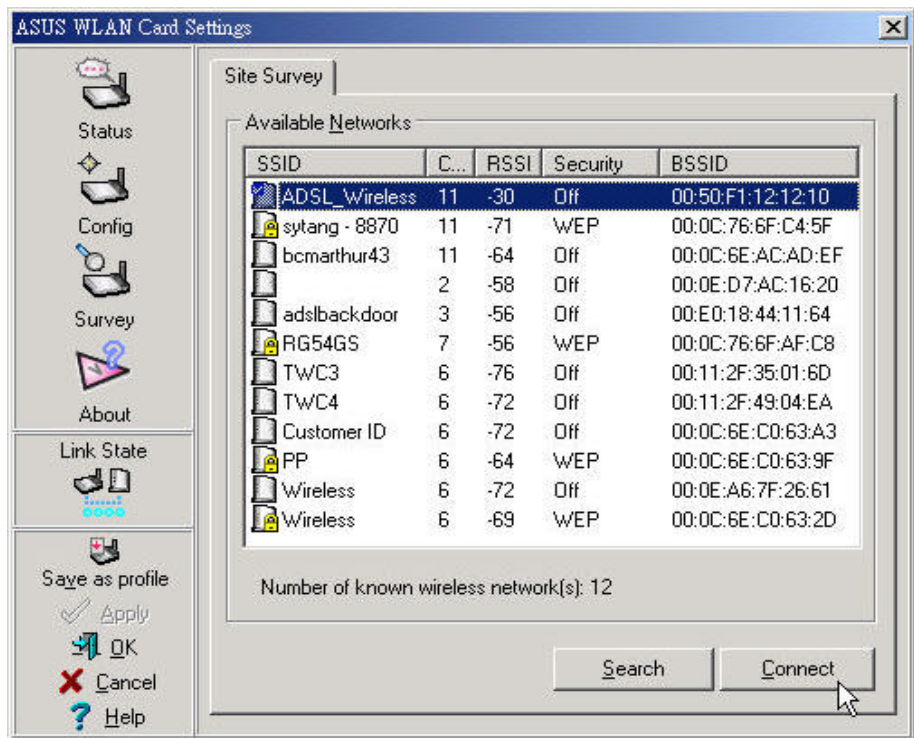 ASUS WLAN Card Settings
Status
Config
Survey
About
Link State
Save as profile
Apply
OK
Cancel
Help
Site Survey
Available Networks
SSID C... RSSI Security BSSID
ADSL_Wireless 11 -30 Off 00:50:F1:12:12:10
sytang - 8870 11 -71 WEP 00:0C:76:6F:C4:5F
bcmarthur43 11 -64 Off 00:0C:6E:AC:AD:EF
2 -58 Off 00:0E:D7:AC:16:20
adslbackdoor 3 -56 Off 00:E0:18:44:11:64
RG54GS 7 -56 WEP 00:0C:76:6F:AF:C8
TWC3 6 -76 Off 00:11:2F:35:01:6D
TWC4 6 -72 Off 00:11:2F:49:04:EA
Customer ID 6 -72 Off 00:0C:6E:C0:63:A3
PP 6 -64 WEP 00:0C:6E:C0:63:9F
Wireless 6 -72 Off 00:0E:A6:7F:26:61
Wireless 6 -69 WEP 00:0C:6E:C0:63:2D
Number of known wireless network(s): 12
Search
Connect